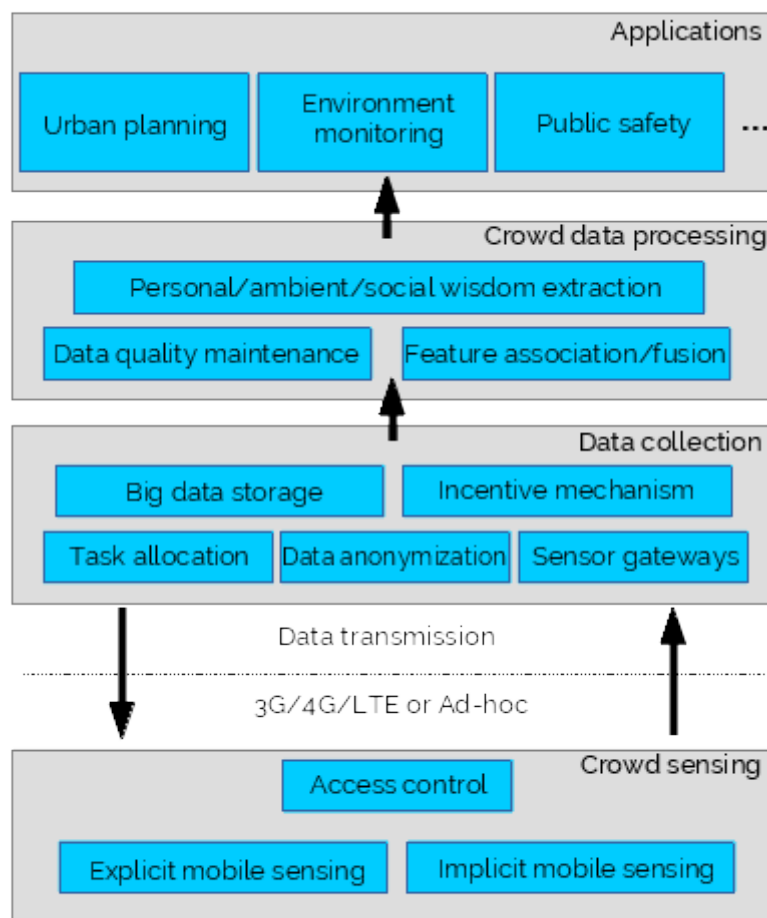 Applications
Urban planning
Environment
monitoring
Public safety
...
Crowd data processing
Personal/ambient/social wisdom extraction
Data quality maintenance
Feature association/fusion
Data collection
Big data storage
Incentive mechanism
Task allocation
Data anonymization
Sensor gateways
Data transmission
3G/4G/LTE or Ad-hoc
Crowd sensing
Access control
Explicit mobile sensing
Implicit mobile sensing